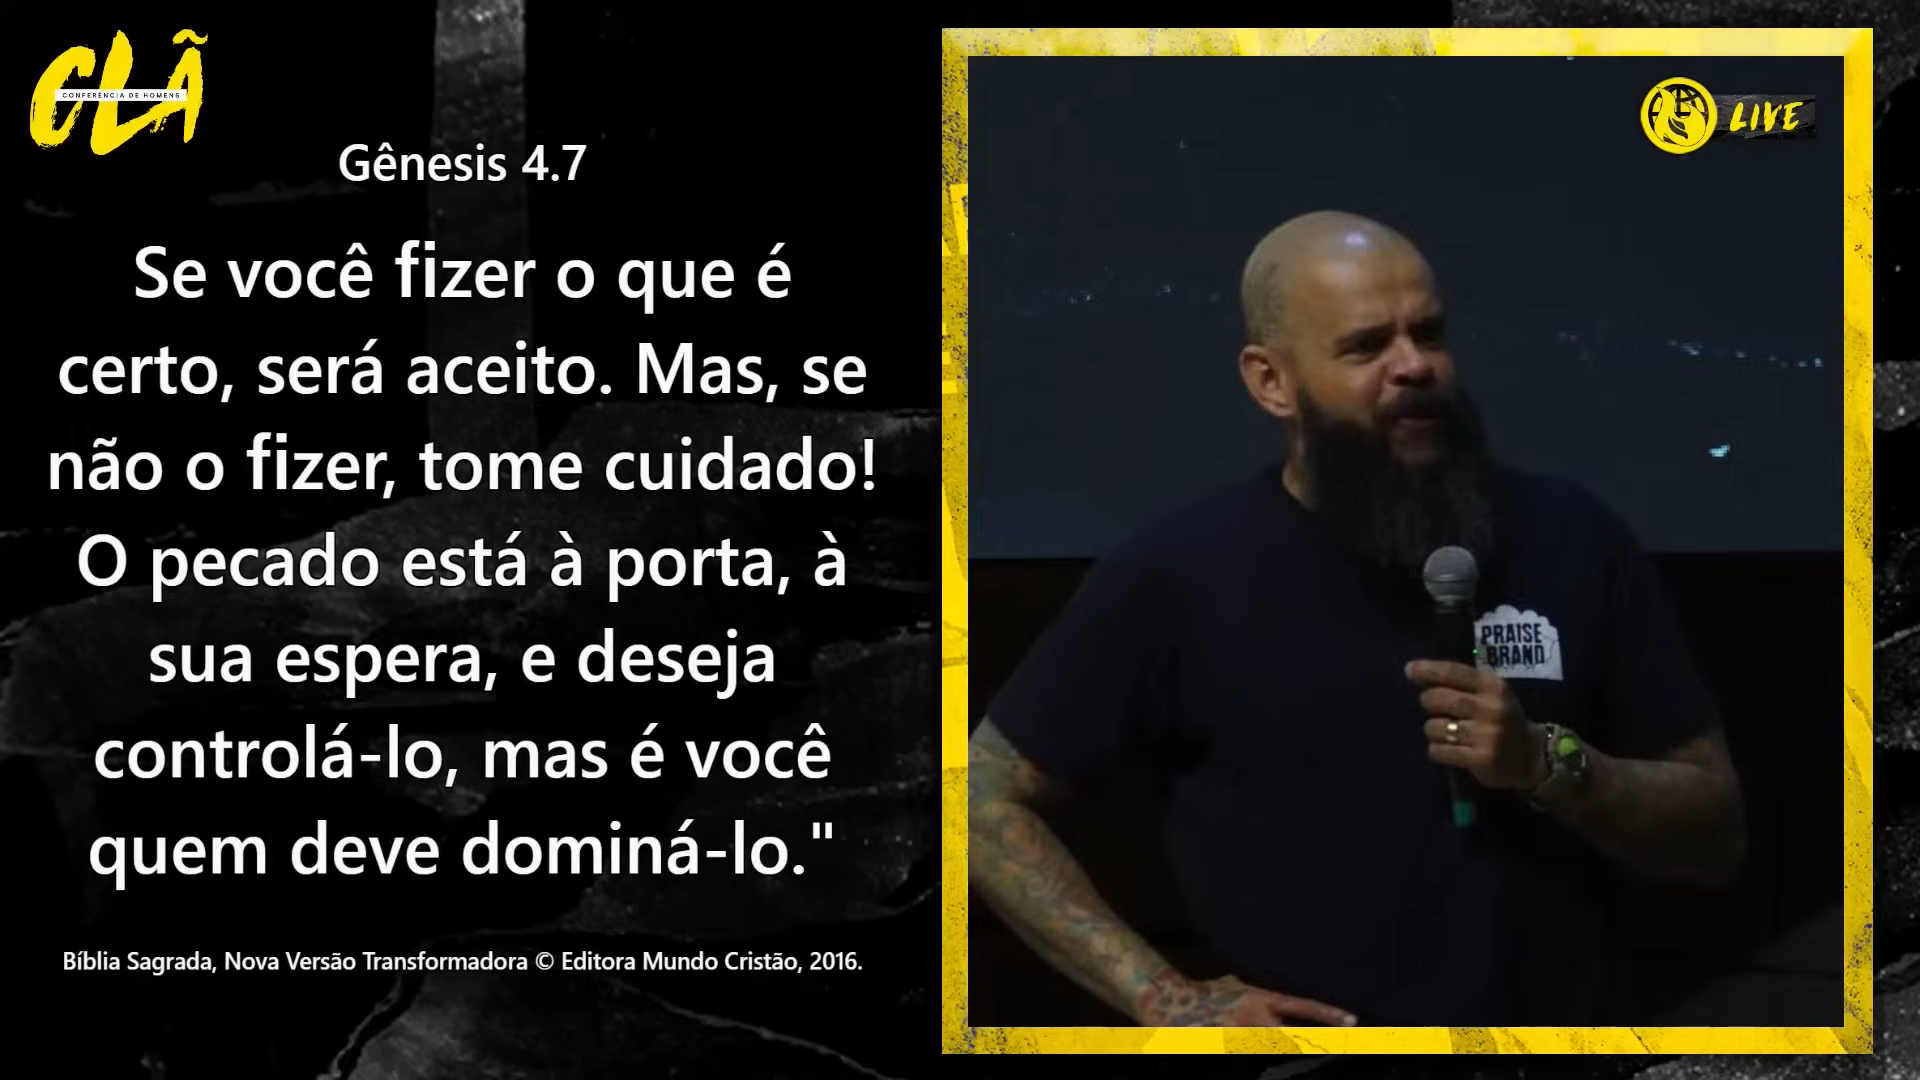 CLÃ
CONFERÊNCIA DE HOMENS
Gênesis 4.7
Se você fizer o que é
certo, será aceito. Mas, se
não o fizer, tome cuidado!
O pecado está à porta, à
sua espera, e deseja
controlá-lo, mas é você
quem deve dominá-lo."
Bíblia Sagrada, Nova Versão Transformadora © Editora Mundo Cristão, 2016.
LIVE
PRAISE
BRAND